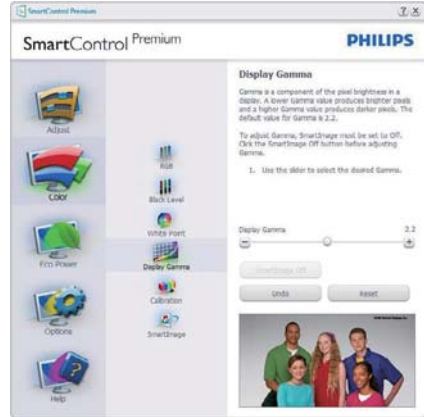 SmartControl Premium
SmartControl Premium
PHILIPS
Adjust
Color
Eco Power
Options
Help
RGB
Black Level
White Point
Display Gamma
Calibration
SmartImage
Display Gamma
Gamma is a component of the pixel brightness in a
display. A lower Gamma value produces brighter pixels
and a higher Gamma value produces darker pixels. The
default value for Gamma is 2.2.
To adjust Gamma, SmartImage must be set to Off.
Click the SmartImage Off button before adjusting
Gamma.
1. Use the slider to select the desired Gamma.
Display Gamma 2.2
SmartImage Off
Undo Reset